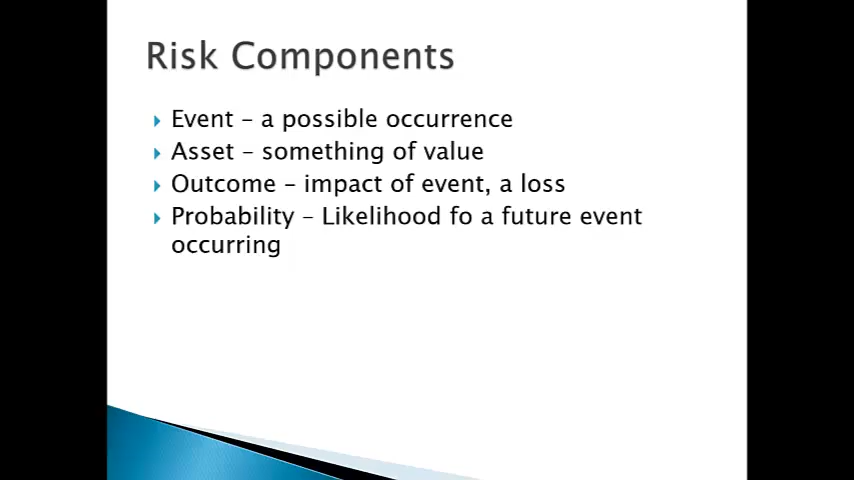 Risk Components
Event – a possible occurrence
Asset – something of value
Outcome – impact of event, a loss
Probability – Likelihood fo a future event
occurring